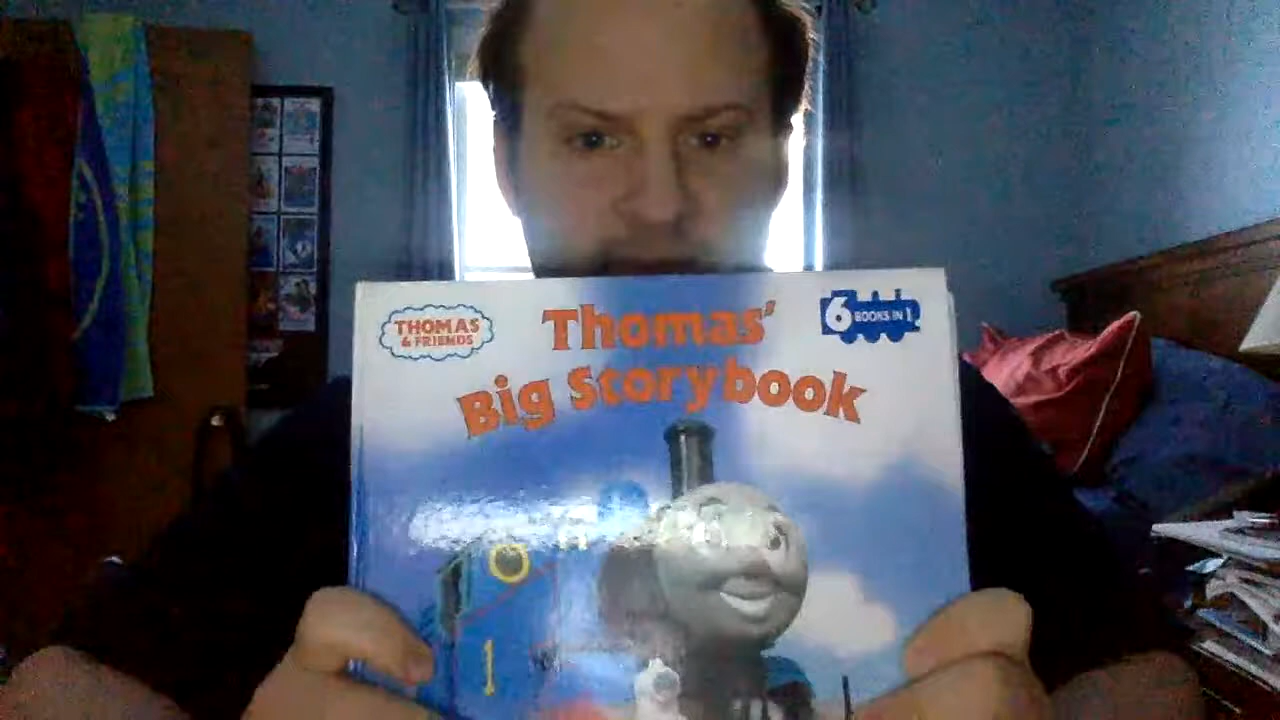 THOMAS
& FRIENDS
Thomas'
Big Storybook
6 BOOKS IN 1
1